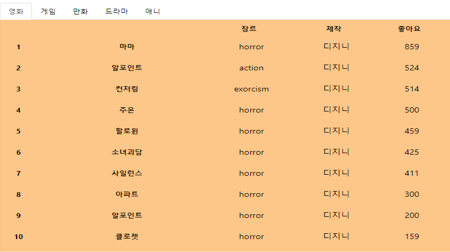 영화 게임 만화 드라마 애니
장르 제작 좋아요
1 마마 horror 디지니 859
2 알포인트 action 디지니 524
3 컨저링 exorcism 디지니 514
4 주온 horror 디지니 500
5 할로윈 horror 디지니 459
6 소녀괴담 horror 디지니 425
7 사일런스 horror 디지니 411
8 아파트 horror 디지니 300
9 알포인트 horror 디지니 200
10 클로젯 horror 디지니 159